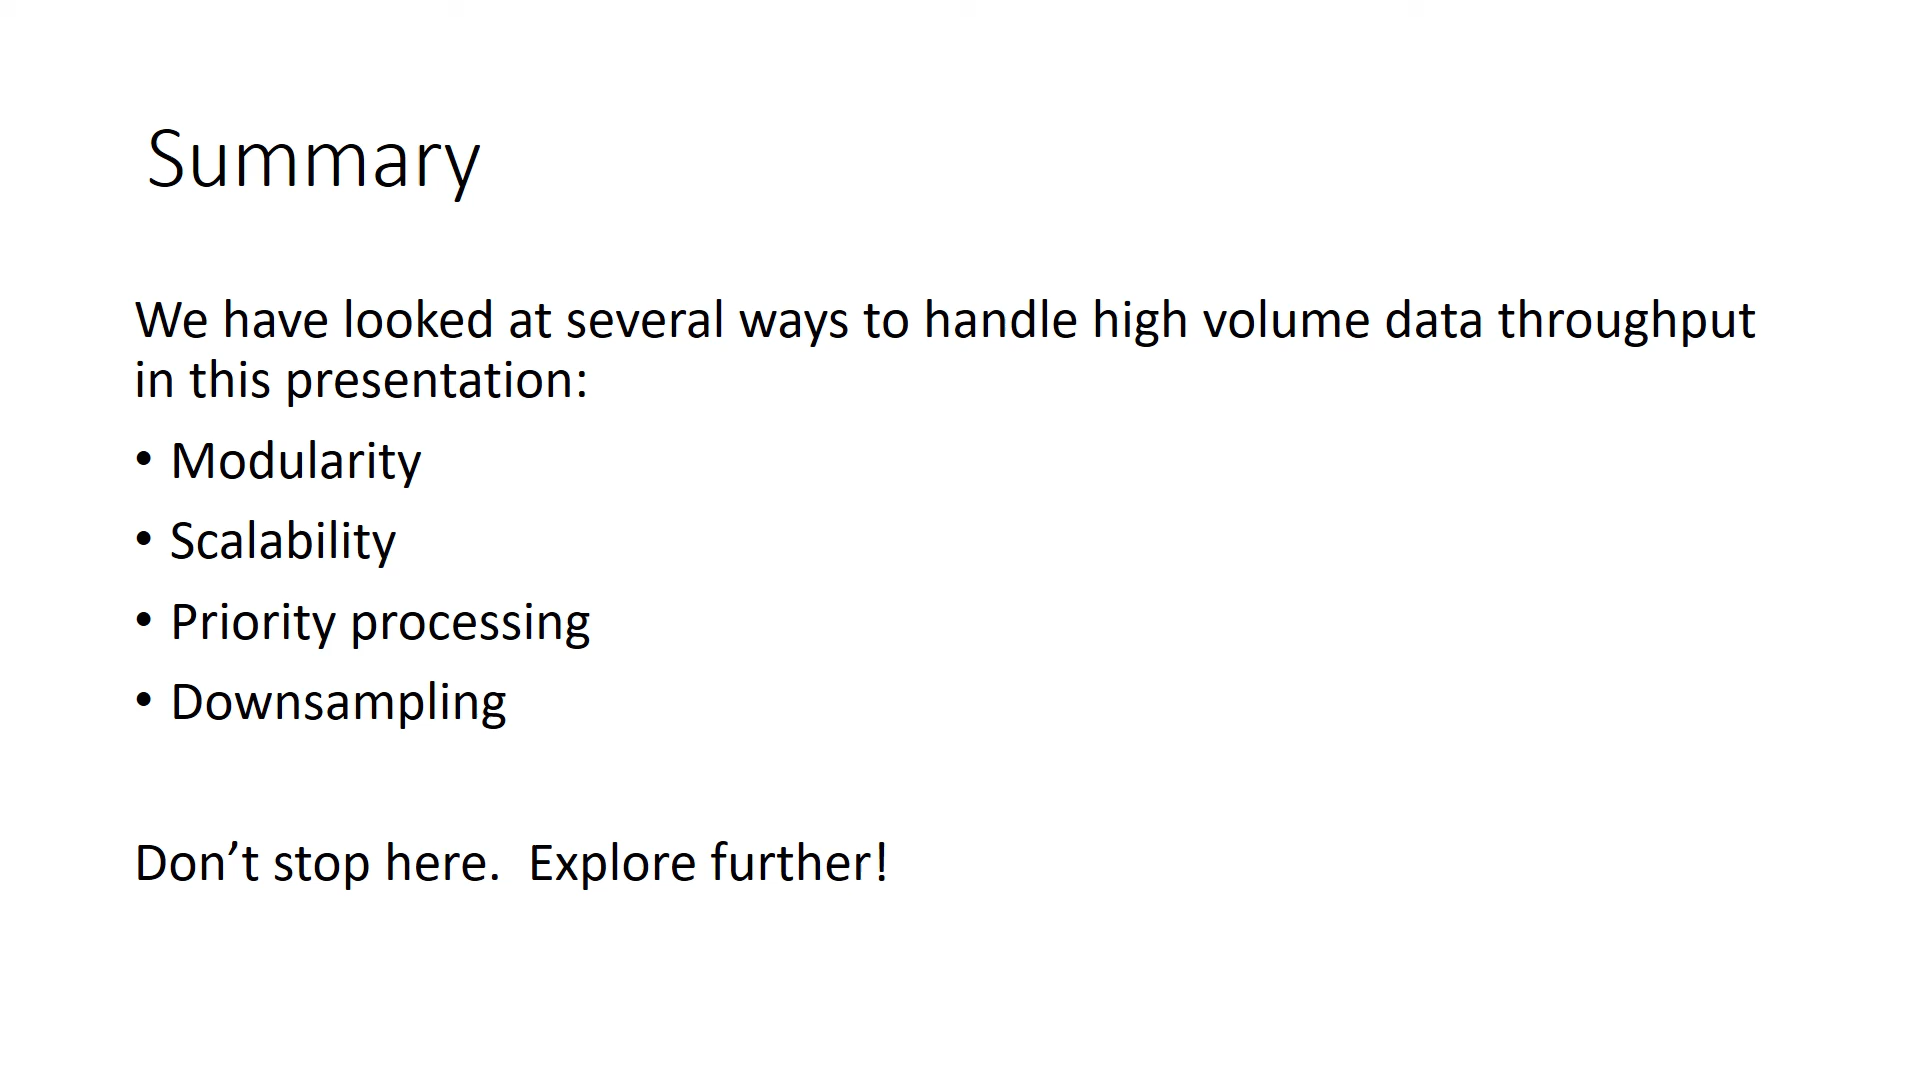 Summary
We have looked at several ways to handle high volume data throughput
in this presentation:
• Modularity
• Scalability
• Priority processing
• Downsampling
Don’t stop here.  Explore further!